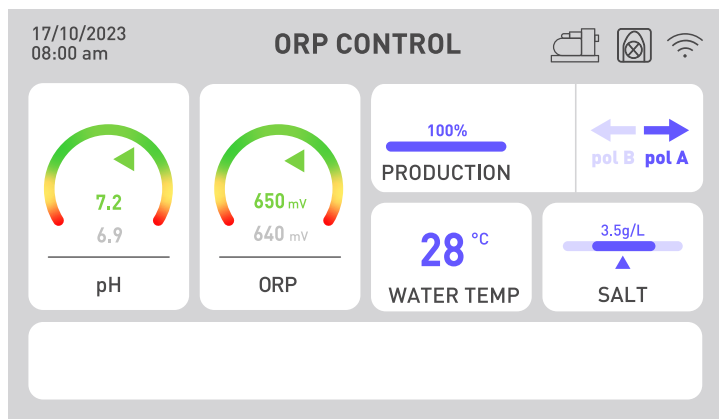 17/10/2023
08:00 am
ORP CONTROL
7.2
6.9
pH
650 mV
640 mV
ORP
100%
PRODUCTION
pol B pol A
28 °C
WATER TEMP
3.5g/L
SALT